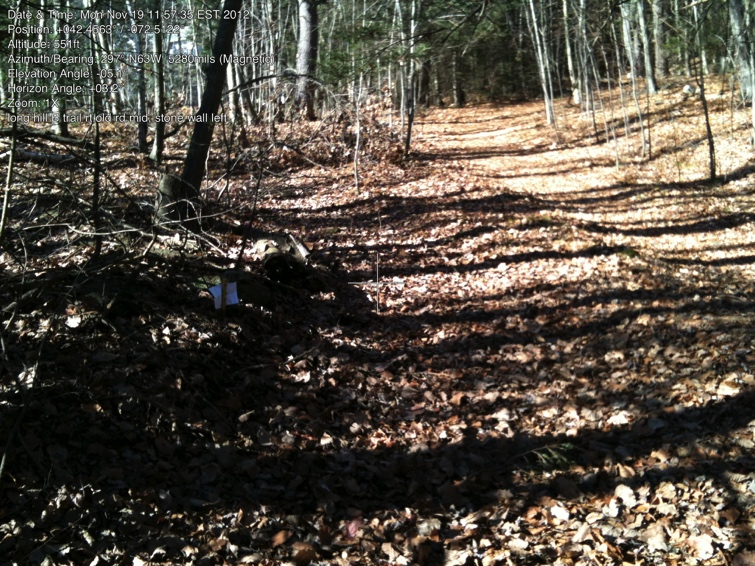 Date & Time: Mon Nov 19 11:57:35 EST 2012
Position: +042.4663° / -072.5122°
Altitude: 551ft
Azimuth/Bearing: 297° N63W 5280mils (Magnetic)
Elevation Angle: -05.1°
Horizon Angle: +03.2°
Zoom: 1X
long hill e trail n old rd mid, stone wall left